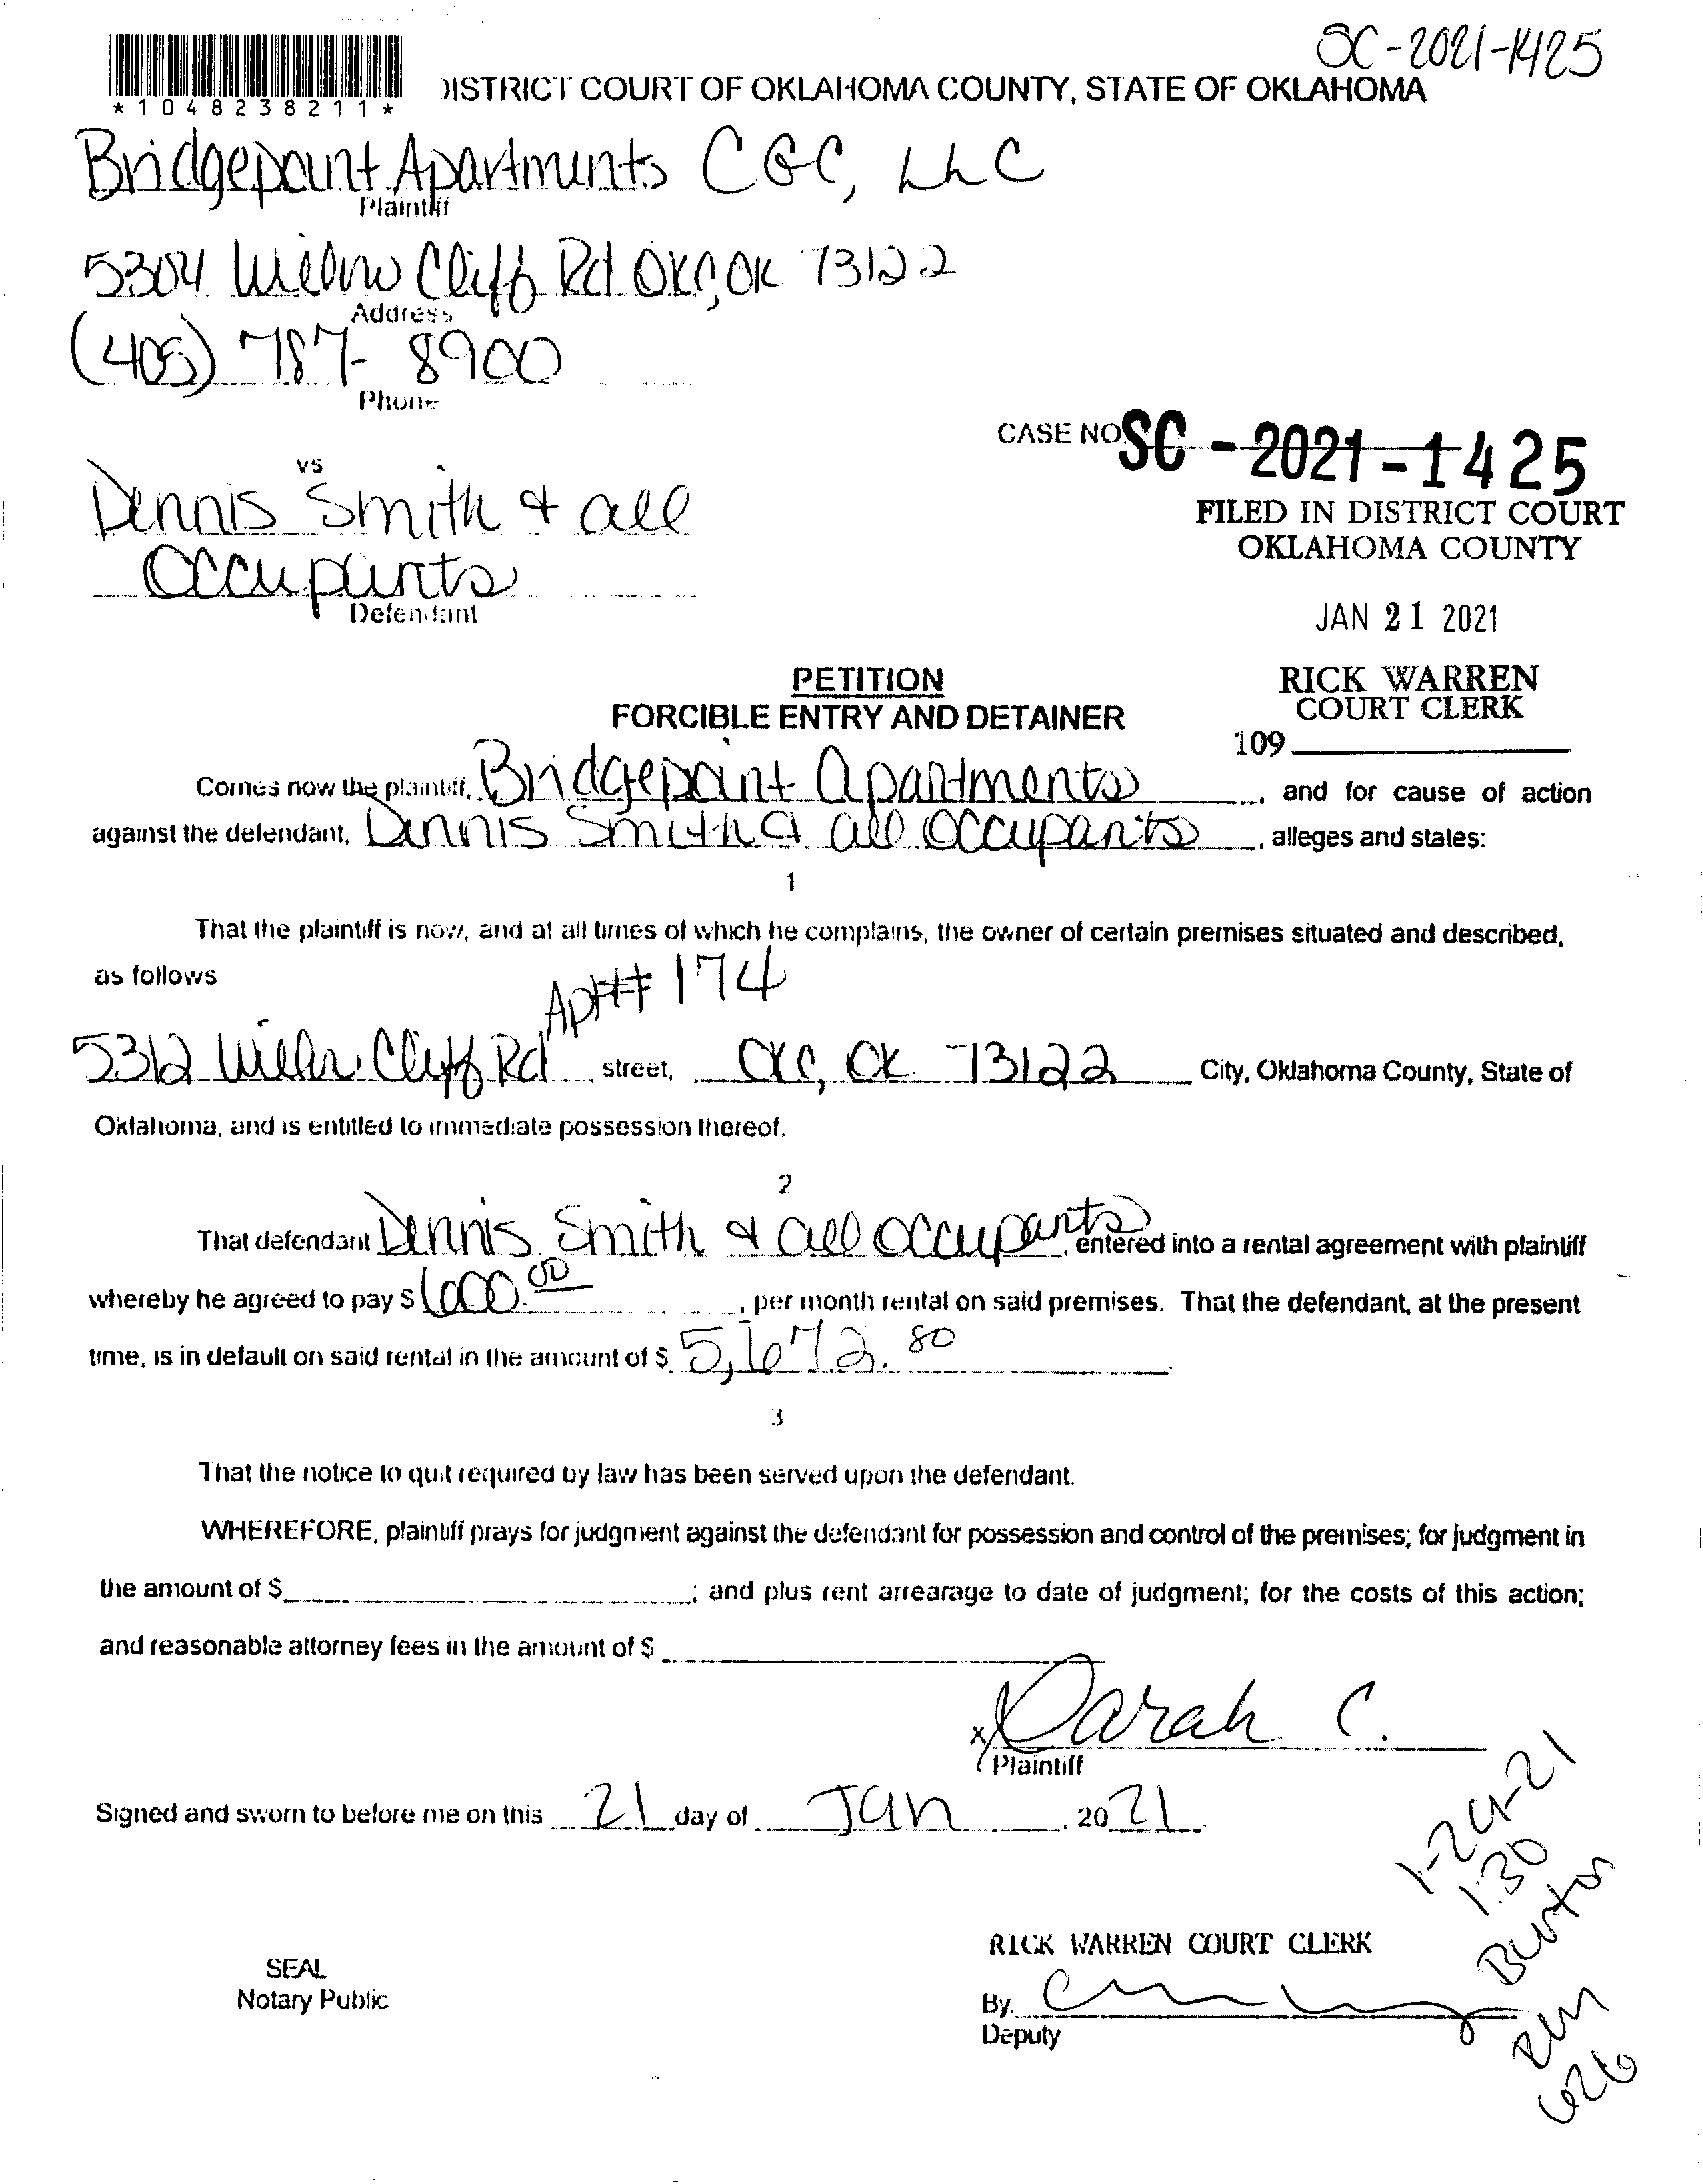 SC-2021-1425
*1048238211*
DISTRICT COURT OF OKLAHOMA COUNTY, STATE OF OKLAHOMA
Bridgepoint Apartments CGC, LLC
Plaintiff
5304 Willow Cliff Rd OKC, OK 73122
Address
(405) 787-8900
Phone
CASE NO SC-2021-1425
vs
Dennis Smith & all
Occupants
Defendant
FILED IN DISTRICT COURT
OKLAHOMA COUNTY
JAN 21 2021
RICK WARREN
COURT CLERK
109
PETITION
FORCIBLE ENTRY AND DETAINER
Comes now the plaintiff, Bridgepoint Apartments, and for cause of action
against the defendant, Dennis Smith & all Occupants, alleges and states:
1
That the plaintiff is now, and at all times of which he complains, the owner of certain premises situated and described,
as follows
Apt# 174
5312 Willow Cliff Rd street, OKC, OK 73122 City, Oklahoma County, State of
Oklahoma, and is entitled to immediate possession thereof.
2
That defendant Dennis Smith & all occupants, entered into a rental agreement with plaintiff
whereby he agreed to pay $ 00, per month rental on said premises. That the defendant, at the present
time, is in default on said rental in the amount of $ 5,672.80
3
That the notice to quit required by law has been served upon the defendant.
WHEREFORE, plaintiff prays for judgment against the defendant for possession and control of the premises; for judgment in
the amount of $; and plus rent arrearage to date of judgment; for the costs of this action;
and reasonable attorney fees in the amount of $
x Sarah C.
Plaintiff
Signed and sworn to before me on this 21 day of Jan, 2021
1:30
RICK WARREN COURT CLERK
SEAL
Notary Public
By
Deputy
Rm
626